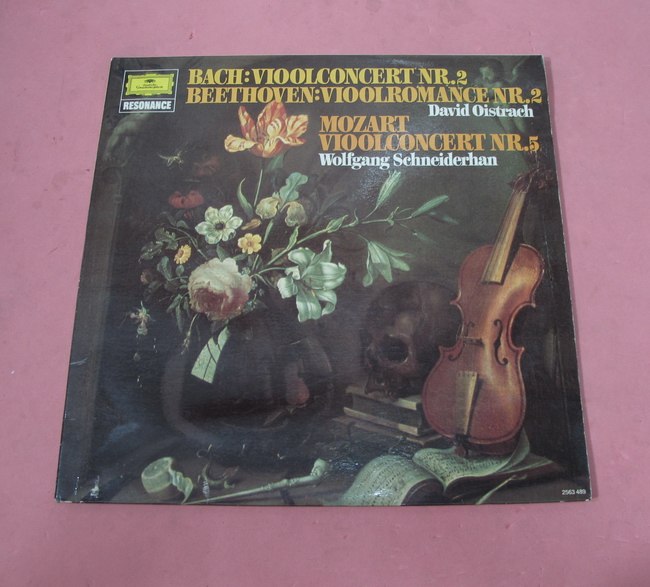 BACH: VIOOLCONCERT NR.2
BEETHOVEN: VIOOLROMANCE NR.2
David Oistrach
MOZART
VIOOLCONCERT NR.5
Wolfgang Schneiderhan
RESONANCE
2563 489